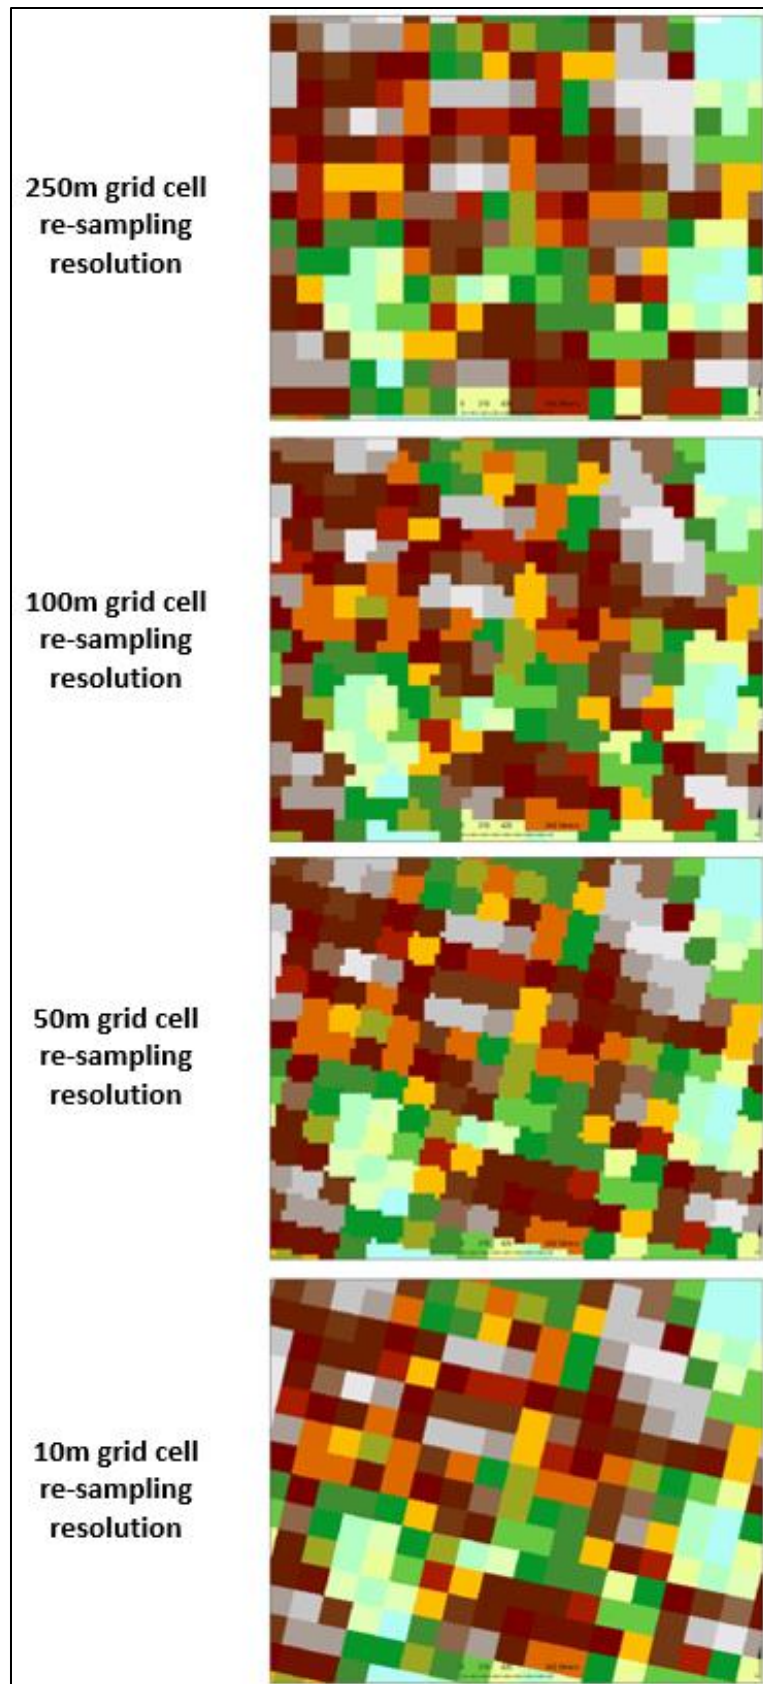 250m grid cell
re-sampling
resolution
100m grid cell
re-sampling
resolution
50m grid cell
re-sampling
resolution
10m grid cell
re-sampling
resolution